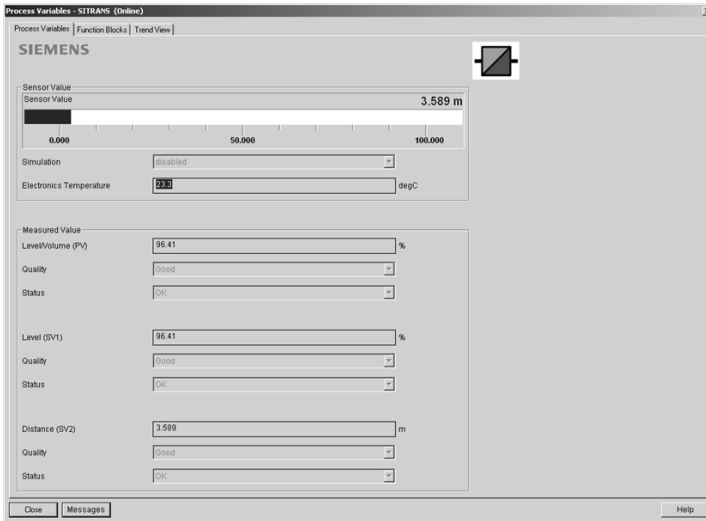 Process Variables - SITRANS (Online)
Process Variables Function Blocks Trend View
SIEMENS
Sensor Value
Sensor Value 3.589 m
0.000 50.000 100.000
Simulation disabled
Electronics Temperature 23.3 degC
Measured Value
Level/Volume (PV) 96.41 %
Quality Good
Status OK
Level (SV1) 96.41 %
Quality Good
Status OK
Distance (SV2) 3.589 m
Quality Good
Status OK
Close Messages Help